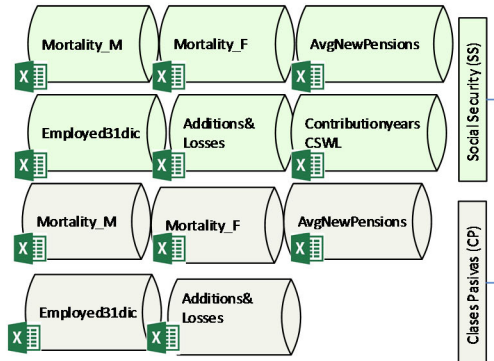 Mortality_M
Mortality_F
AvgNewPensions
Employed31dic
Additions&
Losses
Contributionyears
CSWL
Social Security (SS)
Mortality_M
Mortality_F
AvgNewPensions
Employed31dic
Additions&
Losses
Clases Pasivas (CP)